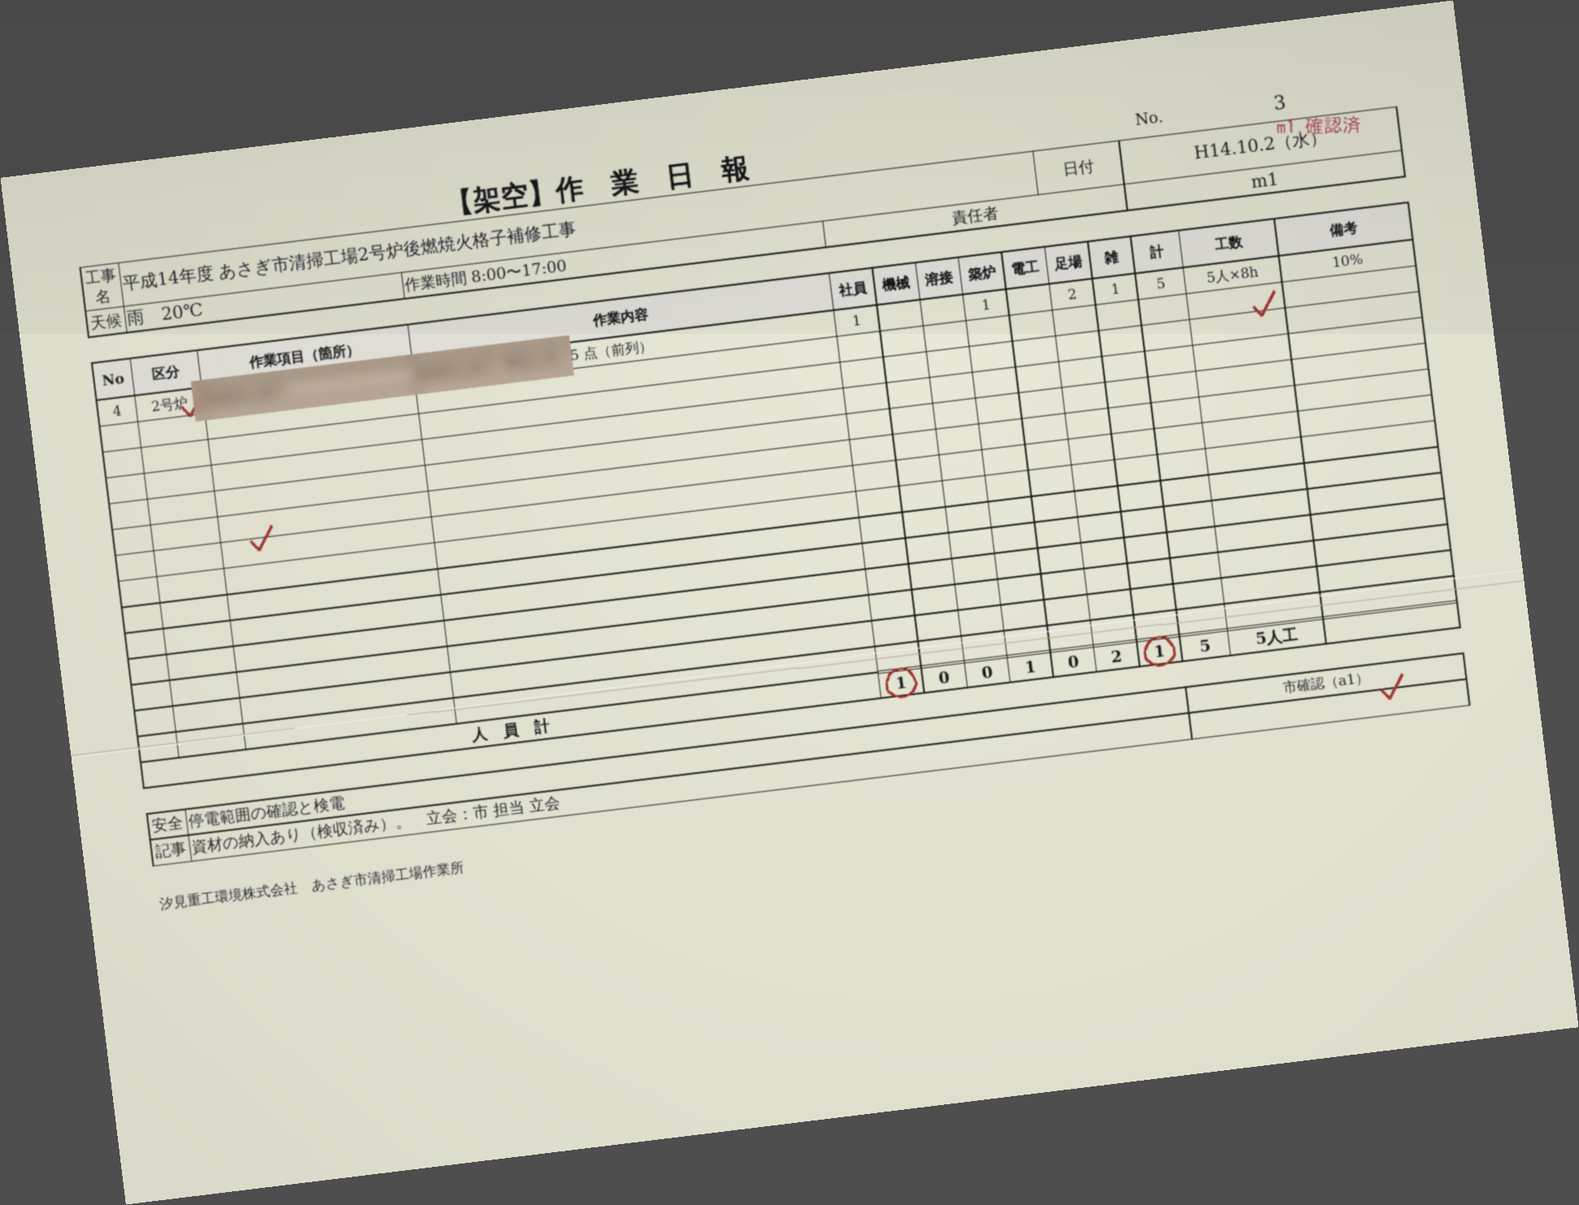 No. 3
m1 確認済
【架空】作 業 日 報
工事名 平成14年度 あさぎ市清掃工場2号炉後燃焼火格子補修工事 日付 H14.10.2（水）
天候 雨 20℃ 作業時間 8:00〜17:00 責任者 m1
No 区分 作業項目（箇所） 作業内容 社員 機械 溶接 築炉 電工 足場 雑 計 工数 備考
4 2号炉 5 点（前列） 1 1 2 1 5 5人×8h 10%
人 員 計 1 0 0 1 0 2 1 5 5人工
安全 停電範囲の確認と検電 市確認（a1）
記事 資材の納入あり（検収済み）。 立会：市 担当 立会
汐見重工環境株式会社 あさぎ市清掃工場作業所